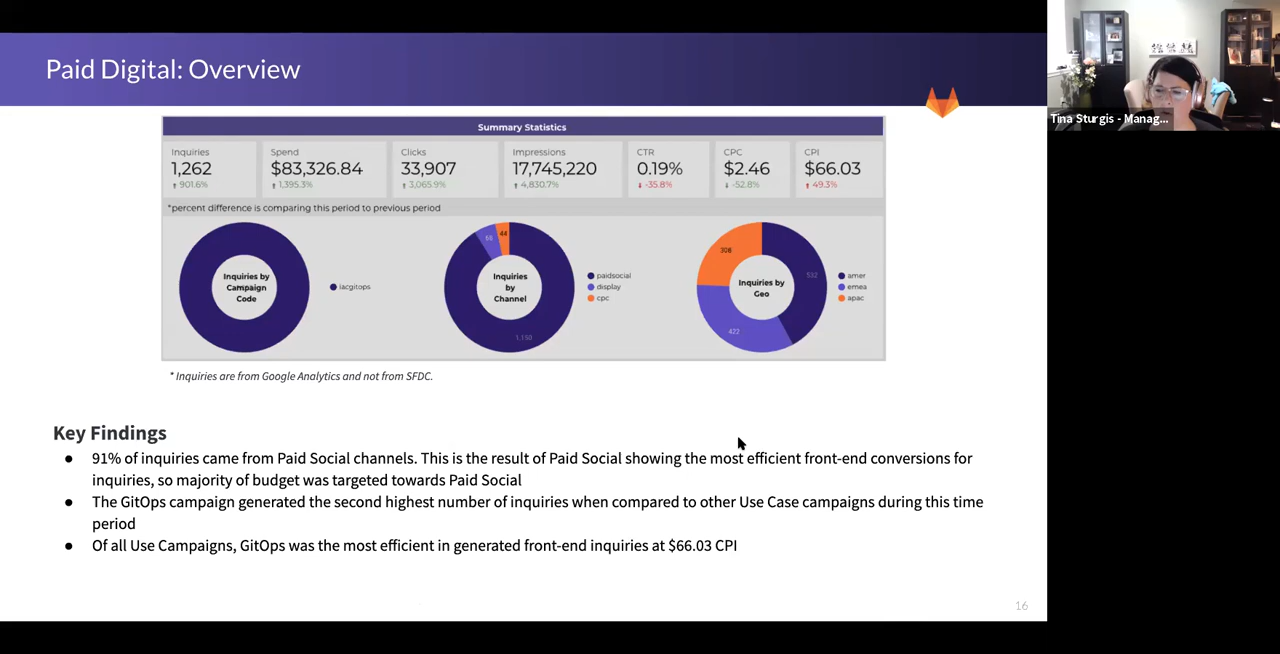 Paid Digital: Overview
Tina Sturgis - Manag...
Summary Statistics
Inquiries
1,262
901.6%
Spend
$83,326.84
1,395.3%
Clicks
33,907
3,065.9%
Impressions
17,745,220
4,830.7%
CTR
0.19%
-35.8%
CPC
$2.46
-52.8%
CPI
$66.03
49.3%
*percent difference is comparing this period to previous period
Inquiries by
Campaign
Code
iacgitops
44
Inquiries
by
Channel
paidsocial
display
cpc
308
532
422
Inquiries by
Geo
amer
emea
apac
* Inquiries are from Google Analytics and not from SFDC.
Key Findings
● 91% of inquiries came from Paid Social channels. This is the result of Paid Social showing the most efficient front-end conversions for
inquiries, so majority of budget was targeted towards Paid Social
● The GitOps campaign generated the second highest number of inquiries when compared to other Use Case campaigns during this time
period
● Of all Use Campaigns, GitOps was the most efficient in generated front-end inquiries at $66.03 CPI
16